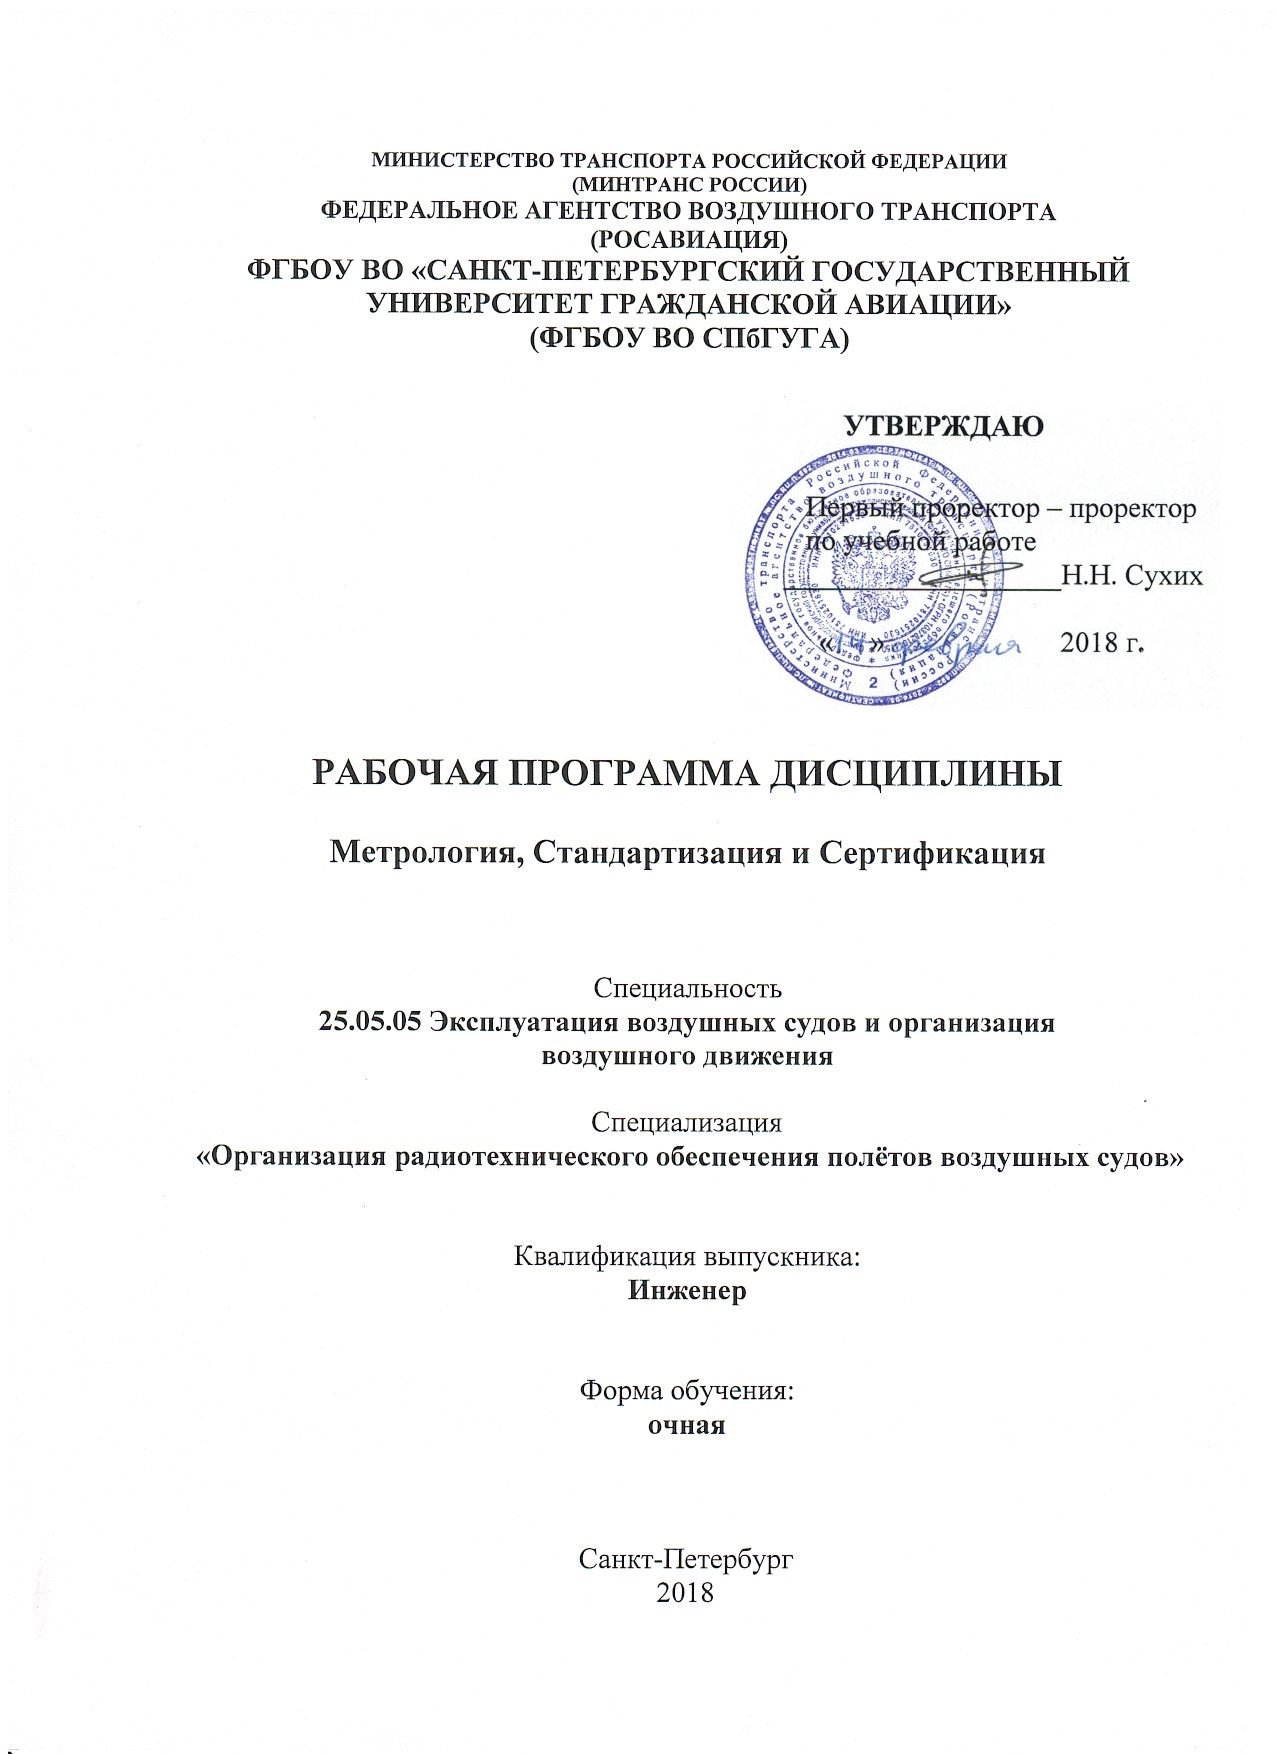 МИНИСТЕРСТВО ТРАНСПОРТА РОССИЙСКОЙ ФЕДЕРАЦИИ
(МИНТРАНС РОССИИ)
ФЕДЕРАЛЬНОЕ АГЕНТСТВО ВОЗДУШНОГО ТРАНСПОРТА
(РОСАВИАЦИЯ)
ФГБОУ ВО «САНКТ-ПЕТЕРБУРГСКИЙ ГОСУДАРСТВЕННЫЙ
УНИВЕРСИТЕТ ГРАЖДАНСКОЙ АВИАЦИИ»
(ФГБОУ ВО СПбГУГА)
УТВЕРЖДАЮ
Первый проректор – проректор
по учебной работе
Н.Н. Сухих
« » февраля 2018 г.
РАБОЧАЯ ПРОГРАММА ДИСЦИПЛИНЫ
Метрология, Стандартизация и Сертификация
Специальность
25.05.05 Эксплуатация воздушных судов и организация
воздушного движения
Специализация
«Организация радиотехнического обеспечения полётов воздушных судов»
Квалификация выпускника:
Инженер
Форма обучения:
очная
Санкт-Петербург
2018